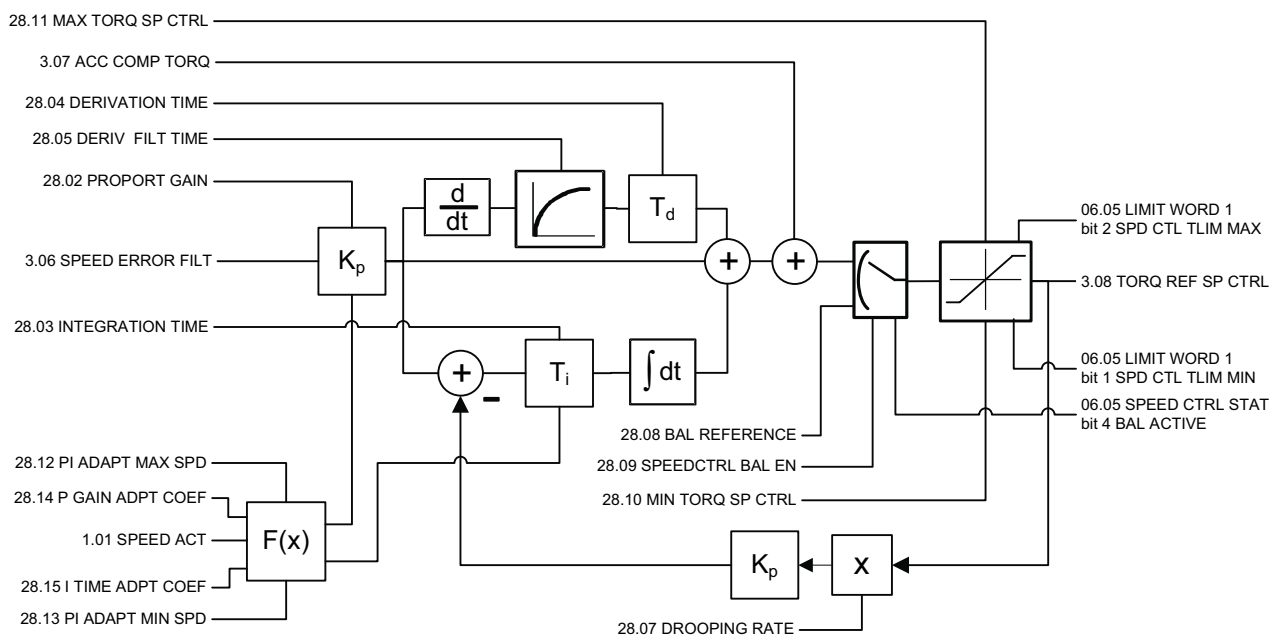 28.11 MAX TORQ SP CTRL
3.07 ACC COMP TORQ
28.04 DERIVATION TIME
28.05 DERIV FILT TIME
28.02 PROPORT GAIN
d
dt
T_d
3.06 SPEED ERROR FILT
K_p
+
+
06.05 LIMIT WORD 1
bit 2 SPD CTL TLIM MAX
3.08 TORQ REF SP CTRL
28.03 INTEGRATION TIME
+
−
T_i
∫ dt
06.05 LIMIT WORD 1
bit 1 SPD CTL TLIM MIN
06.05 SPEED CTRL STAT
bit 4 BAL ACTIVE
28.08 BAL REFERENCE
28.09 SPEEDCTRL BAL EN
28.10 MIN TORQ SP CTRL
28.12 PI ADAPT MAX SPD
28.14 P GAIN ADPT COEF
1.01 SPEED ACT
F(x)
28.15 I TIME ADPT COEF
28.13 PI ADAPT MIN SPD
K_p
x
28.07 DROOPING RATE